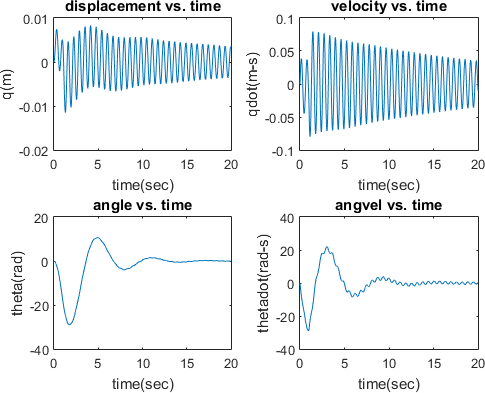 displacement vs. time
0.01
0
-0.01
-0.02
q(m)
0 5 10 15 20
time(sec)
velocity vs. time
0.1
0.05
0
-0.05
-0.1
qdot(m-s)
0 5 10 15 20
time(sec)
angle vs. time
20
0
-20
-40
theta(rad)
0 5 10 15 20
time(sec)
angvel vs. time
40
20
0
-20
-40
thetadot(rad-s)
0 5 10 15 20
time(sec)